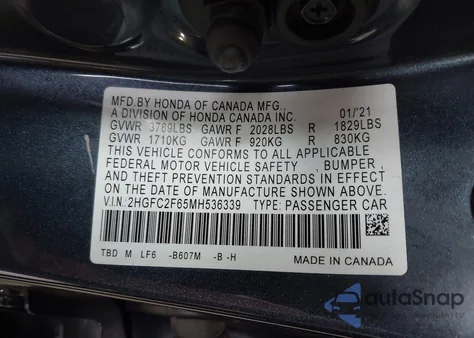 MFD.BY HONDA OF CANADA MFG.,
A DIVISION OF HONDA CANADA INC. 01/'21
GVWR 3769LBS GAWR F 2028LBS R 1829LBS
GVWR 1710KG GAWR F 920KG R 830KG
THIS VEHICLE CONFORMS TO ALL APPLICABLE
FEDERAL MOTOR VEHICLE SAFETY , BUMPER,
AND THEFT PREVENTION STANDARDS IN EFFECT
ON THE DATE OF MANUFACTURE SHOWN ABOVE.
V.I.N.:2HGFC2F65MH536339 TYPE: PASSENGER CAR
TBD M LF6 -B607M -B -H
MADE IN CANADA
autaSnap